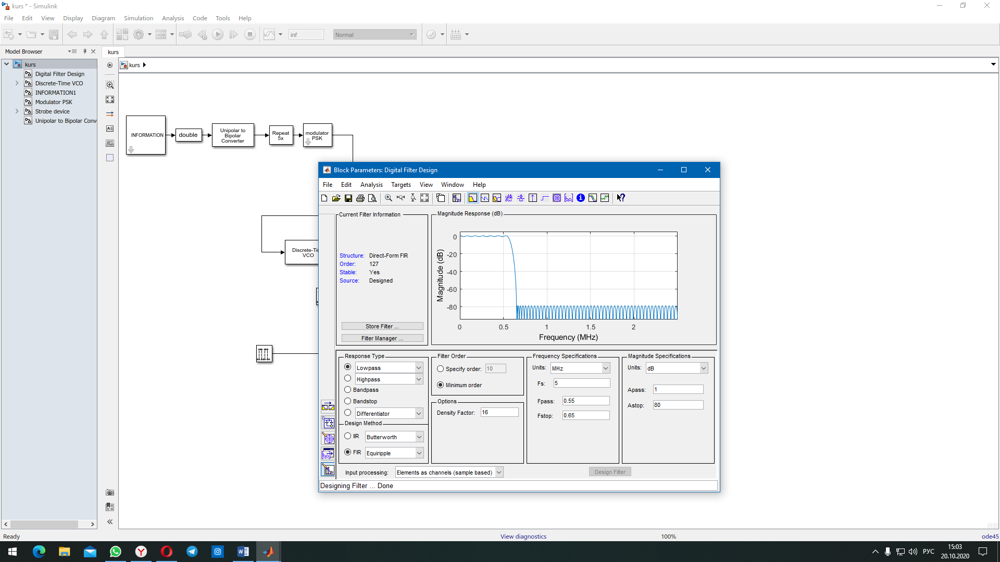 kurs * - Simulink
File Edit View Display Diagram Simulation Analysis Code Tools Help
inf Normal
Model Browser
kurs
kurs
kurs
Digital Filter Design
Discrete-Time VCO
INFORMATION1
Modulator PSK
Strobe device
Unipolar to Bipolar Conv
INFORMATION
double
Unipolar to
Bipolar
Converter
Repeat
5x
modulator
PSK
Discrete-Ti
VCO
Block Parameters: Digital Filter Design
File Edit Analysis Targets View Window Help
Current Filter Information
Structure: Direct-Form FIR
Order: 127
Stable: Yes
Source: Designed
Store Filter ...
Filter Manager ...
Magnitude Response (dB)
Magnitude (dB)
0
-20
-40
-60
-80
0 0.5 1 1.5 2
Frequency (MHz)
Response Type
Lowpass
Highpass
Bandpass
Bandstop
Differentiator
Design Method
IIR Butterworth
FIR Equiripple
Filter Order
Specify order: 10
Minimum order
Options
Density Factor: 16
Frequency Specifications
Units: MHz
Fs: 5
Fpass: 0.55
Fstop: 0.65
Magnitude Specifications
Units: dB
Apass: 1
Astop: 80
Input processing: Elements as channels (sample based)
Design Filter
Designing Filter ... Done
Ready
View diagnostics
100%
ode45
РУС
15:03
20.10.2020